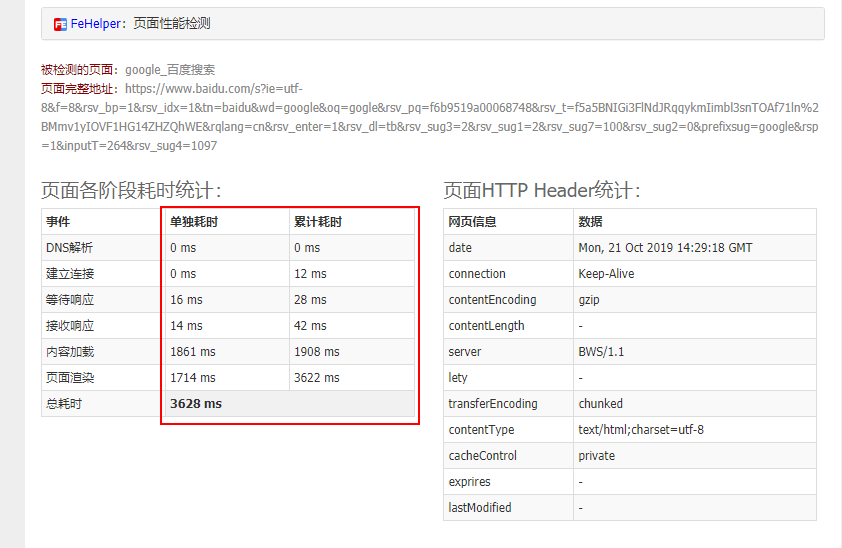 FeHelper：页面性能检测
被检测的页面：google_百度搜索
页面完整地址：https://www.baidu.com/s?ie=utf-
8&f=8&rsv_bp=1&rsv_idx=1&tn=baidu&wd=google&oq=gogle&rsv_pq=f6b9519a00068748&rsv_t=f5a5BNIGi3FlNdJRqqykmIimbl3snTOAf71ln%2
BMmv1yIOVF1HG14ZHZQhWE&rqlang=cn&rsv_enter=1&rsv_dl=tb&rsv_sug3=2&rsv_sug1=2&rsv_sug7=100&rsv_sug2=0&prefixsug=google&rsp
=1&inputT=264&rsv_sug4=1097
页面各阶段耗时统计：
事件 单独耗时 累计耗时
DNS解析 0 ms 0 ms
建立连接 0 ms 12 ms
等待响应 16 ms 28 ms
接收响应 14 ms 42 ms
内容加载 1861 ms 1908 ms
页面渲染 1714 ms 3622 ms
总耗时 3628 ms
页面HTTP Header统计：
网页信息 数据
date Mon, 21 Oct 2019 14:29:18 GMT
connection Keep-Alive
contentEncoding gzip
contentLength -
server BWS/1.1
lety -
transferEncoding chunked
contentType text/html;charset=utf-8
cacheControl private
exprires -
lastModified -